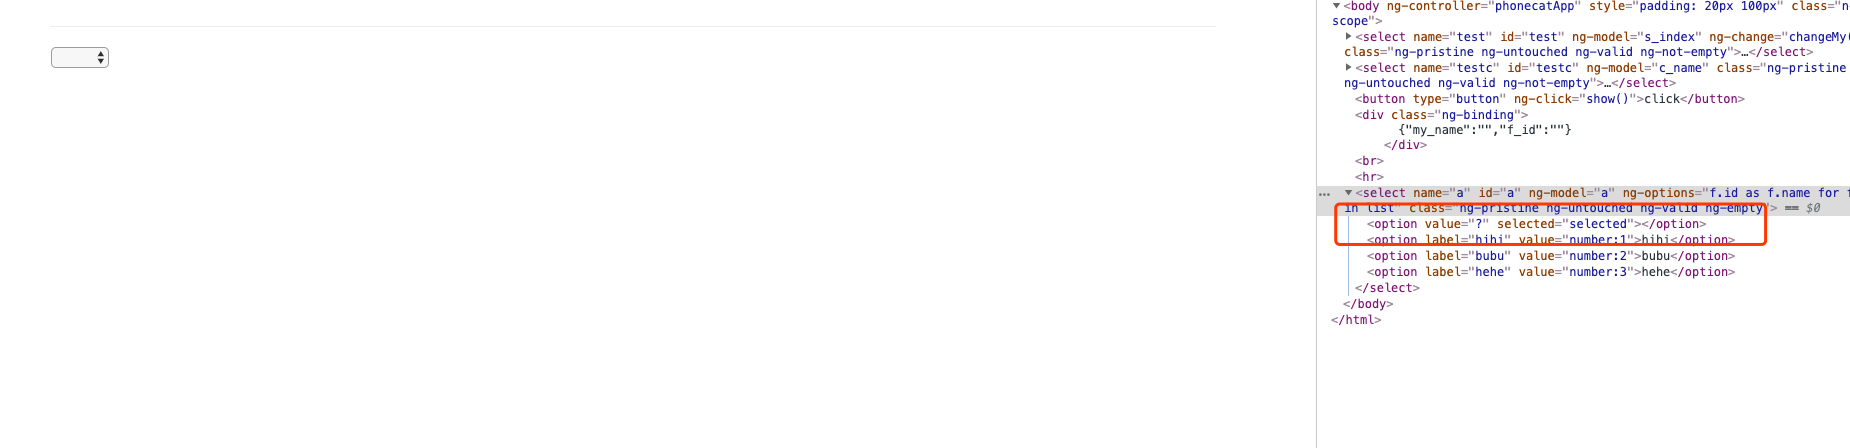 <body ng-controller="phonecatApp" style="padding: 20px 100px" class="n
scope">
<select name="test" id="test" ng-model="s_index" ng-change="changeMy(
class="ng-pristine ng-untouched ng-valid ng-not-empty">…</select>
<select name="testc" id="testc" ng-model="c_name" class="ng-pristine
ng-untouched ng-valid ng-not-empty">…</select>
<button type="button" ng-click="show()">click</button>
<div class="ng-binding">
{"my_name":"","f_id":""}
</div>
<br>
<hr>
<select name="a" id="a" ng-model="a" ng-options="f.id as f.name for f
in list" class="ng-pristine ng-untouched ng-valid ng-empty"> == $0
<option value="?" selected="selected"></option>
<option label="hihi" value="number:1">hihi</option>
<option label="bubu" value="number:2">bubu</option>
<option label="hehe" value="number:3">hehe</option>
</select>
</body>
</html>